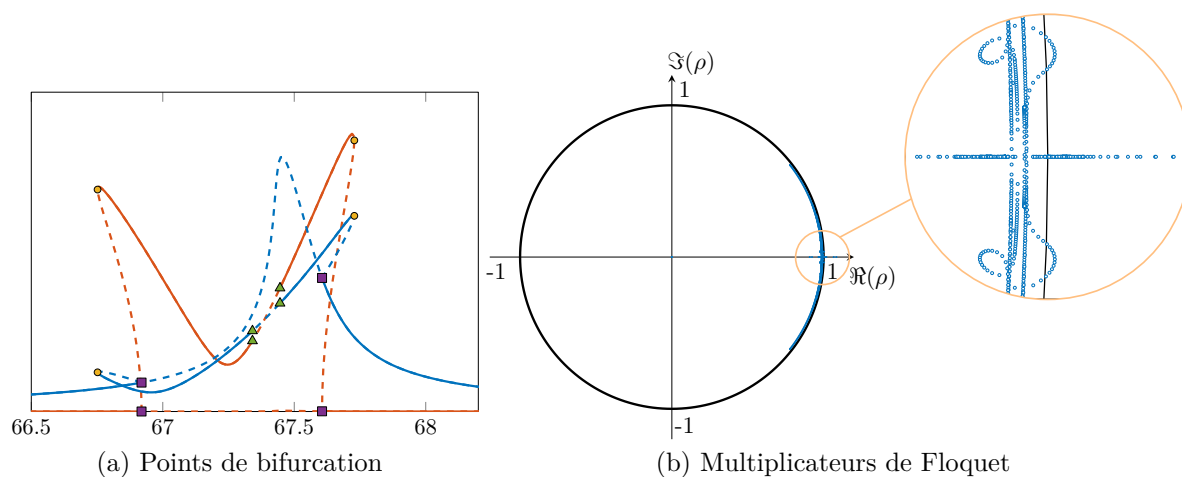 ℑ(ρ)
1
-1
1
ℜ(ρ)
-1
66.5 67 67.5 68
(a) Points de bifurcation
(b) Multiplicateurs de Floquet